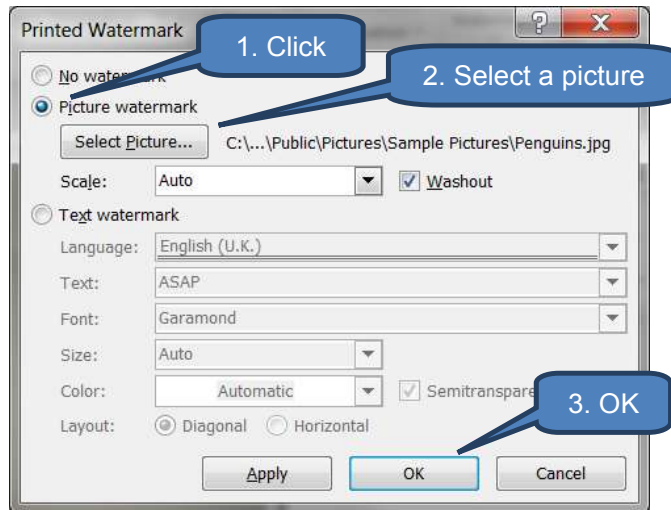 Printed Watermark
1. Click
No watermark
2. Select a picture
Picture watermark
Select Picture... C:\...\Public\Pictures\Sample Pictures\Penguins.jpg
Scale: Auto Washout
Text watermark
Language: English (U.K.)
Text: ASAP
Font: Garamond
Size: Auto
Color: Automatic Semitranspare
3. OK
Layout: Diagonal Horizontal
Apply OK Cancel